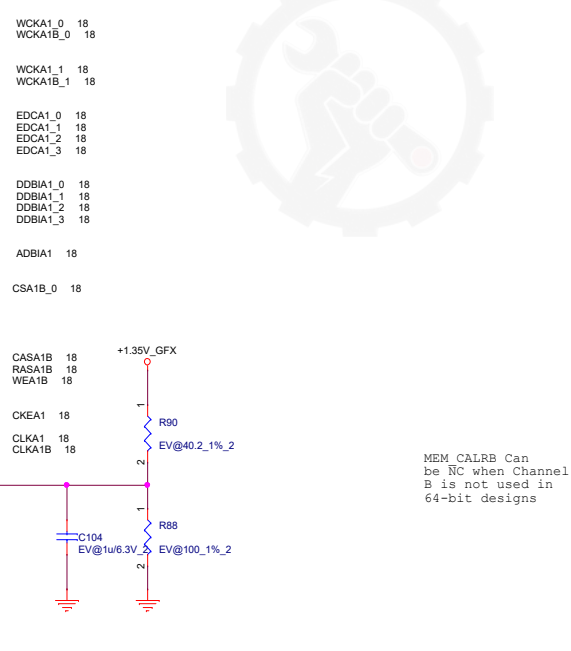 WCKA1_0 18
WCKA1B_0 18
WCKA1_1 18
WCKA1B_1 18
EDCA1_0 18
EDCA1_1 18
EDCA1_2 18
EDCA1_3 18
DDBIA1_0 18
DDBIA1_1 18
DDBIA1_2 18
DDBIA1_3 18
ADBIA1 18
CSA1B_0 18
+1.35V_GFX
CASA1B 18
RASA1B 18
WEA1B 18
CKEA1 18
CLKA1 18
CLKA1B 18
1
R90
EV@40.2_1%_2
2
MEM_CALRB Can
be NC when Channel
B is not used in
64-bit designs
1
R88
C104
EV@1u/6.3V_2
EV@100_1%_2
2